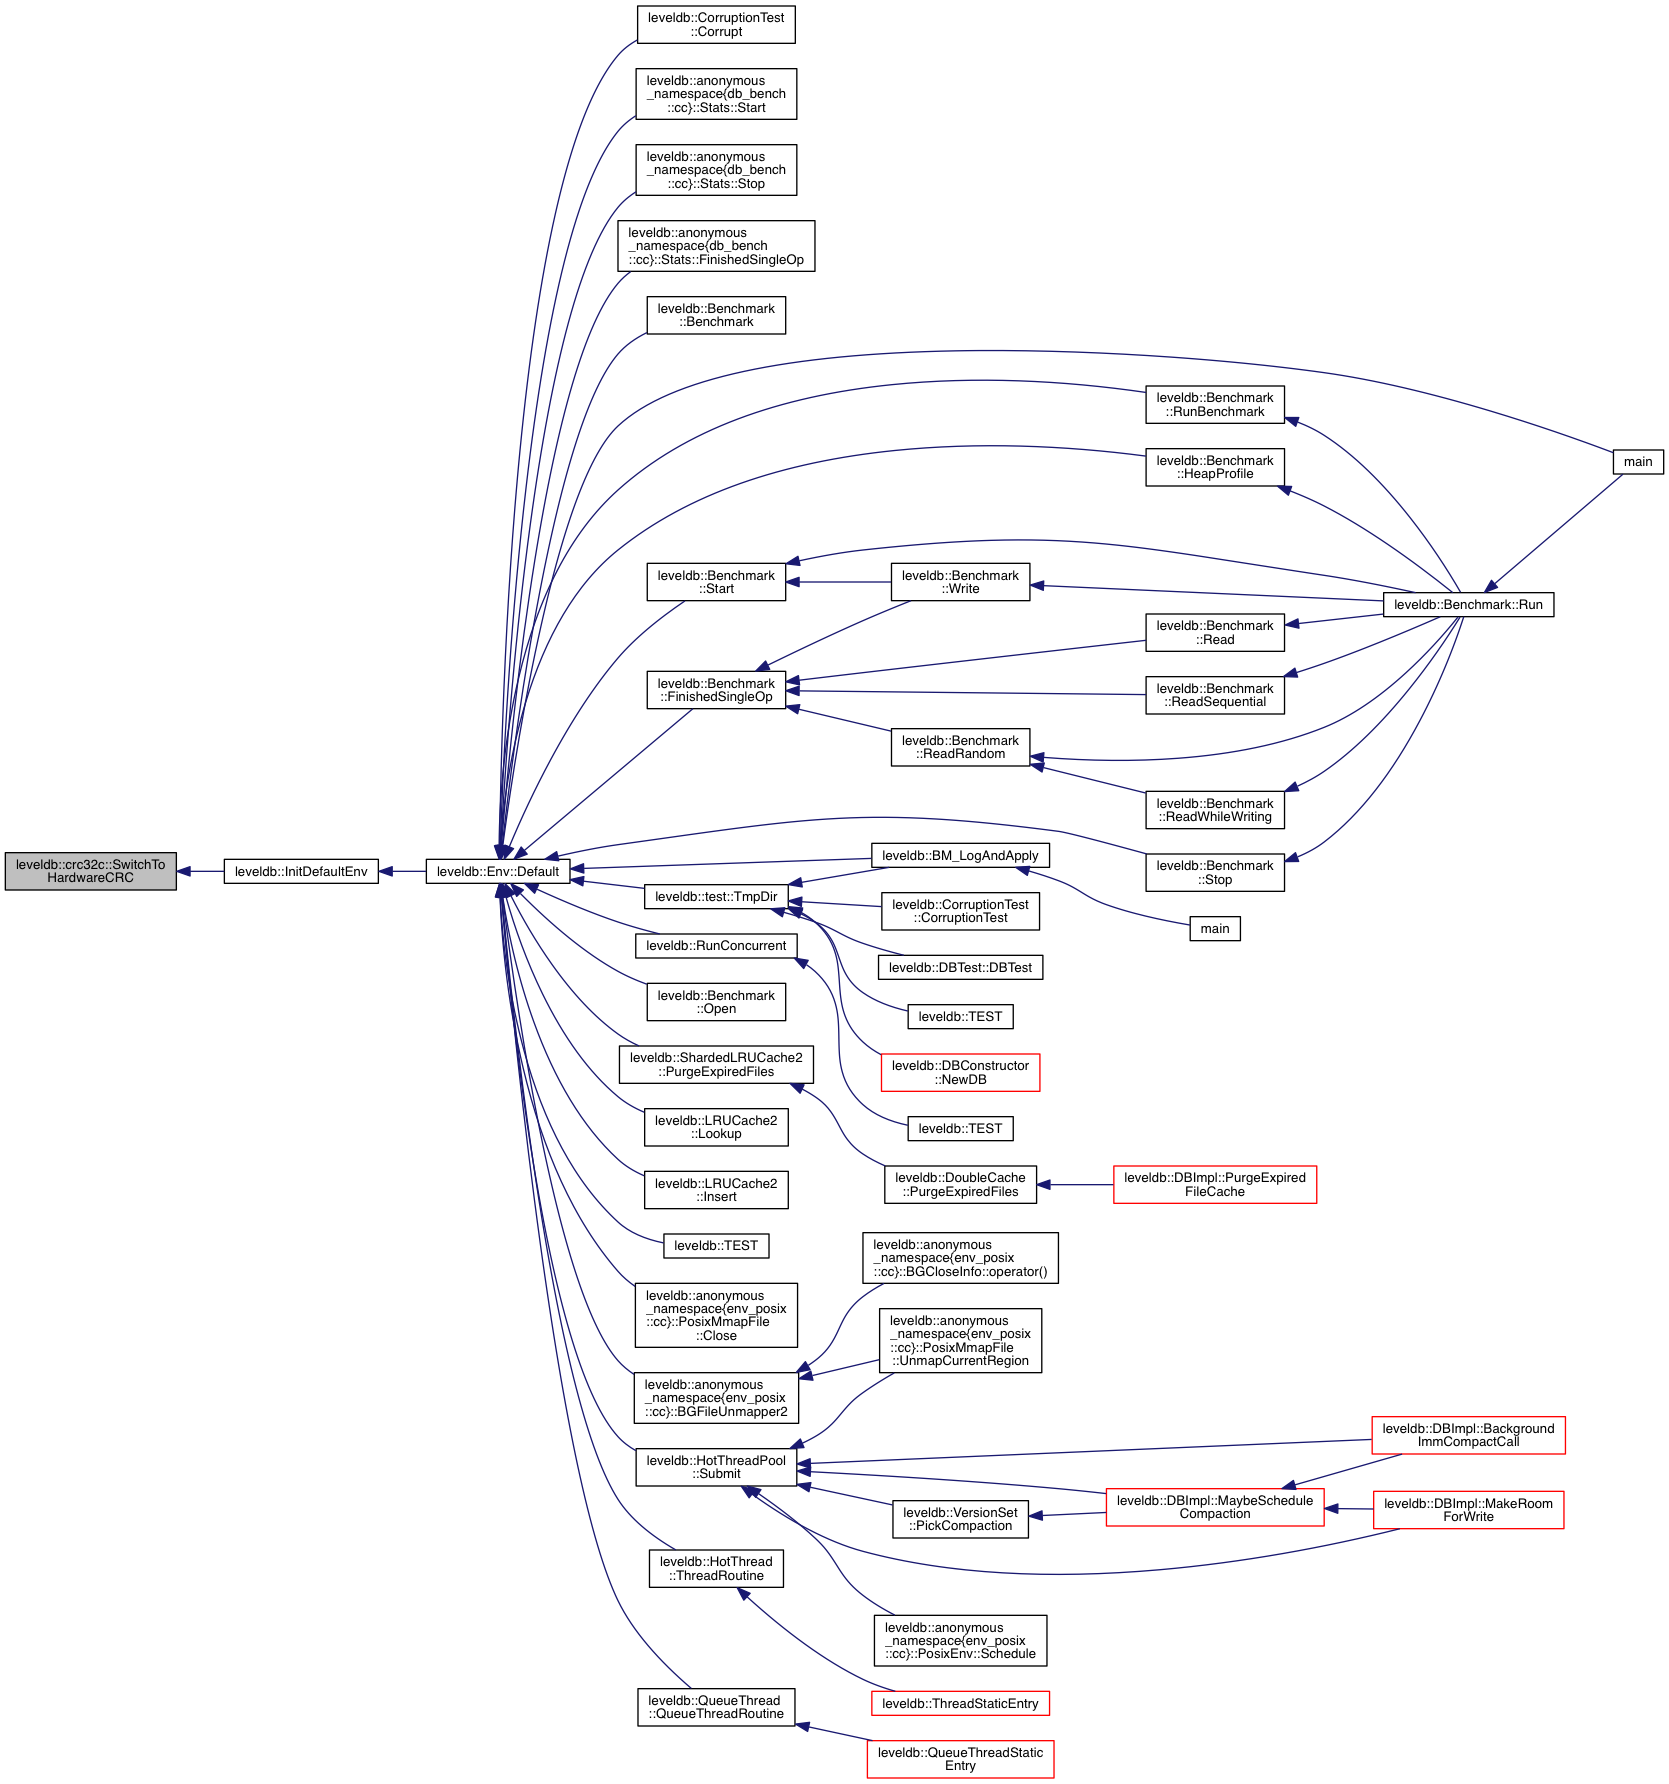 leveldb::CorruptionTest
::Corrupt
leveldb::anonymous
_namespace{db_bench
::cc}::Stats::Start
leveldb::anonymous
_namespace{db_bench
::cc}::Stats::Stop
leveldb::anonymous
_namespace{db_bench
::cc}::Stats::FinishedSingleOp
leveldb::Benchmark
::Benchmark
leveldb::Benchmark
::RunBenchmark
main
leveldb::Benchmark
::HeapProfile
leveldb::Benchmark
::Start
leveldb::Benchmark
::Write
leveldb::Benchmark::Run
leveldb::Benchmark
::Read
leveldb::Benchmark
::FinishedSingleOp
leveldb::Benchmark
::ReadSequential
leveldb::Benchmark
::ReadRandom
leveldb::Benchmark
::ReadWhileWriting
leveldb::crc32c::SwitchTo
HardwareCRC
leveldb::InitDefaultEnv
leveldb::Env::Default
leveldb::BM_LogAndApply
leveldb::Benchmark
::Stop
leveldb::test::TmpDir
leveldb::CorruptionTest
::CorruptionTest
main
leveldb::RunConcurrent
leveldb::DBTest::DBTest
leveldb::Benchmark
::Open
leveldb::TEST
leveldb::ShardedLRUCache2
::PurgeExpiredFiles
leveldb::DBConstructor
::NewDB
leveldb::LRUCache2
::Lookup
leveldb::TEST
leveldb::LRUCache2
::Insert
leveldb::DoubleCache
::PurgeExpiredFiles
leveldb::DBImpl::PurgeExpired
FileCache
leveldb::TEST
leveldb::anonymous
_namespace{env_posix
::cc}::BGCloseInfo::operator()
leveldb::anonymous
_namespace{env_posix
::cc}::PosixMmapFile
::Close
leveldb::anonymous
_namespace{env_posix
::cc}::PosixMmapFile
::UnmapCurrentRegion
leveldb::anonymous
_namespace{env_posix
::cc}::BGFileUnmapper2
leveldb::DBImpl::Background
ImmCompactCall
leveldb::HotThreadPool
::Submit
leveldb::VersionSet
::PickCompaction
leveldb::DBImpl::MaybeSchedule
Compaction
leveldb::DBImpl::MakeRoom
ForWrite
leveldb::HotThread
::ThreadRoutine
leveldb::anonymous
_namespace{env_posix
::cc}::PosixEnv::Schedule
leveldb::ThreadStaticEntry
leveldb::QueueThread
::QueueThreadRoutine
leveldb::QueueThreadStatic
Entry